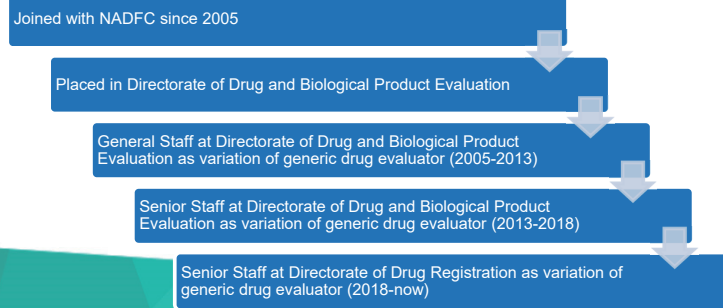 Joined with NADFC since 2005
Placed in Directorate of Drug and Biological Product Evaluation
General Staff at Directorate of Drug and Biological Product
Evaluation as variation of generic drug evaluator (2005-2013)
Senior Staff at Directorate of Drug and Biological Product
Evaluation as variation of generic drug evaluator (2013-2018)
Senior Staff at Directorate of Drug Registration as variation of
generic drug evaluator (2018-now)